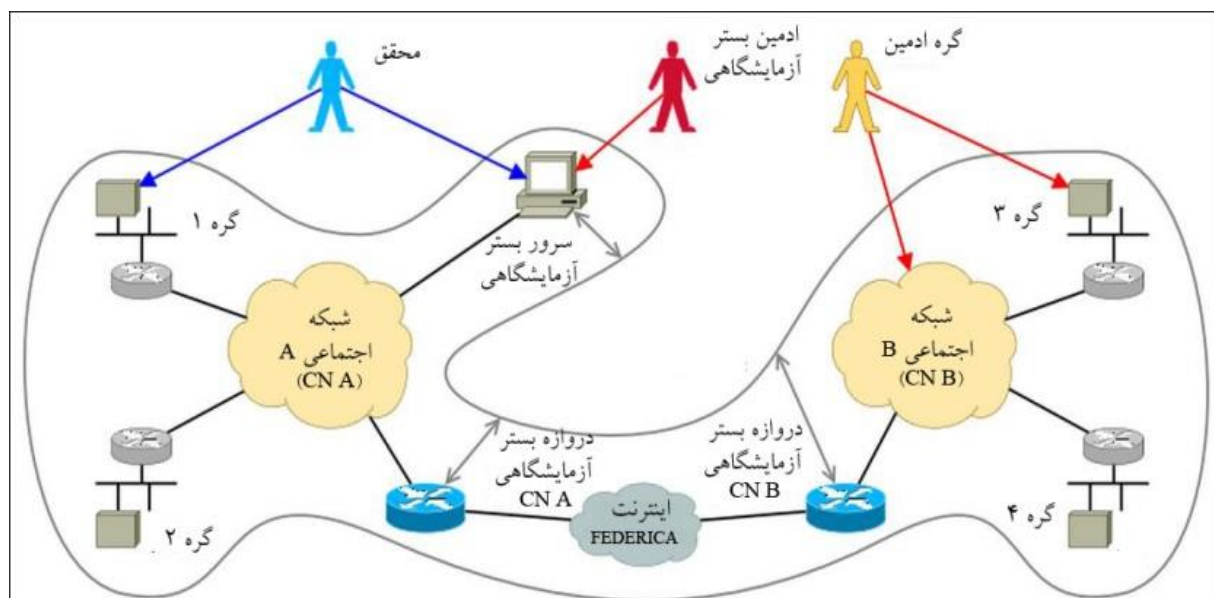 محقق
ادمین بستر
آزمایشگاهی
گره ادمین
گره ۱
سرور بستر
آزمایشگاهی
گره ۳
شبکه
اجتماعی A
(CN A)
شبکه
اجتماعی B
(CN B)
دروازه بستر
آزمایشگاهی
CN A
دروازه بستر
آزمایشگاهی
CN B
اینترنت
FEDERICA
گره ۲
گره ۴